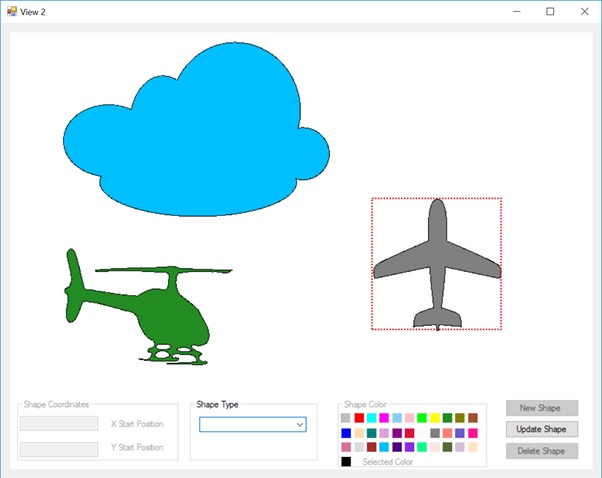 View 2
Shape Coordinates
X Start Position
Y Start Position
Shape Type
Shape Color
Selected Color
New Shape
Update Shape
Delete Shape